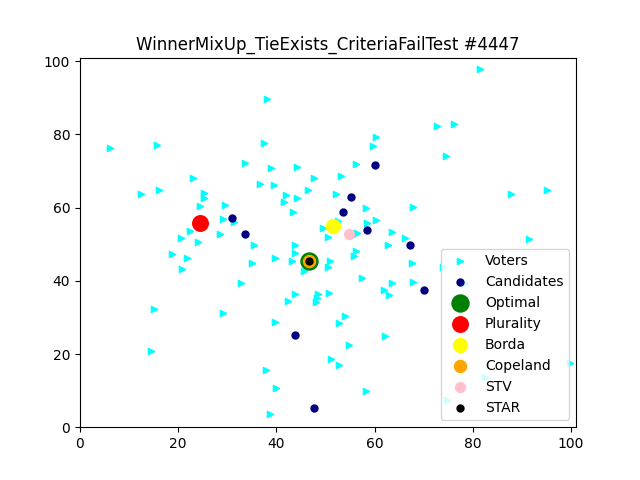 WinnerMixUp_TieExists_CriteriaFailTest #4447
100
80
60
40
20
0
0 20 40 60 80 100
Voters
Candidates
Optimal
Plurality
Borda
Copeland
STV
STAR